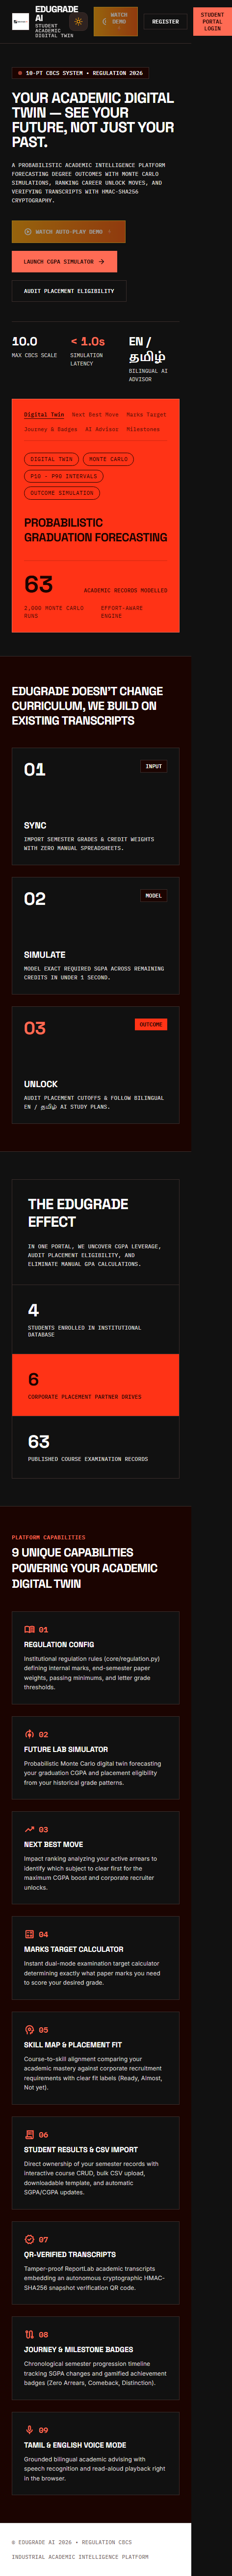 EDUGRADE
AI
STUDENT
ACADEMIC
DIGITAL TWIN
WATCH
DEMO
REGISTER
STUDENT
PORTAL
LOGIN
10-PT CBCS SYSTEM • REGULATION 2026
YOUR ACADEMIC DIGITAL
TWIN — SEE YOUR
FUTURE, NOT JUST YOUR
PAST.
A PROBABILISTIC ACADEMIC INTELLIGENCE PLATFORM
FORECASTING DEGREE OUTCOMES WITH MONTE CARLO
SIMULATIONS, RANKING CAREER UNLOCK MOVES, AND
VERIFYING TRANSCRIPTS WITH HMAC-SHA256
CRYPTOGRAPHY.
WATCH AUTO-PLAY DEMO
LAUNCH CGPA SIMULATOR →
AUDIT PLACEMENT ELIGIBILITY
10.0
MAX CBCS SCALE
< 1.0s
SIMULATION
LATENCY
EN /
தமிழ்
BILINGUAL AI
ADVISOR
Digital Twin Next Best Move Marks Target
Journey & Badges AI Advisor Milestones
DIGITAL TWIN MONTE CARLO
P10 - P90 INTERVALS
OUTCOME SIMULATION
PROBABILISTIC
GRADUATION FORECASTING
63 ACADEMIC RECORDS MODELLED
2,000 MONTE CARLO
RUNS
EFFORT-AWARE
ENGINE
EDUGRADE DOESN'T CHANGE
CURRICULUM, WE BUILD ON
EXISTING TRANSCRIPTS
01 INPUT
SYNC
IMPORT SEMESTER GRADES & CREDIT WEIGHTS
WITH ZERO MANUAL SPREADSHEETS.
02 MODEL
SIMULATE
MODEL EXACT REQUIRED SGPA ACROSS REMAINING
CREDITS IN UNDER 1 SECOND.
03 OUTCOME
UNLOCK
AUDIT PLACEMENT CUTOFFS & FOLLOW BILINGUAL
EN / தமிழ் AI STUDY PLANS.
THE EDUGRADE
EFFECT
IN ONE PORTAL, WE UNCOVER CGPA LEVERAGE,
AUDIT PLACEMENT ELIGIBILITY, AND
ELIMINATE MANUAL GPA CALCULATIONS.
4
STUDENTS ENROLLED IN INSTITUTIONAL
DATABASE
6
CORPORATE PLACEMENT PARTNER DRIVES
63
PUBLISHED COURSE EXAMINATION RECORDS
PLATFORM CAPABILITIES
9 UNIQUE CAPABILITIES
POWERING YOUR ACADEMIC
DIGITAL TWIN
01
REGULATION CONFIG
Institutional regulation rules (core/regulation.py)
defining internal marks, end-semester paper
weights, passing minimums, and letter grade
thresholds.
02
FUTURE LAB SIMULATOR
Probabilistic Monte Carlo digital twin forecasting
your graduation CGPA and placement eligibility
from your historical grade patterns.
03
NEXT BEST MOVE
Impact ranking analyzing your active arrears to
identify which subject to clear first for the
maximum CGPA boost and corporate recruiter
unlocks.
04
MARKS TARGET CALCULATOR
Instant dual-mode examination target calculator
determining exactly what paper marks you need
to score your desired grade.
05
SKILL MAP & PLACEMENT FIT
Course-to-skill alignment comparing your
academic mastery against corporate recruitment
requirements with clear fit labels (Ready, Almost,
Not yet).
06
STUDENT RESULTS & CSV IMPORT
Direct ownership of your semester records with
interactive course CRUD, bulk CSV upload,
downloadable template, and automatic
SGPA/CGPA updates.
07
QR-VERIFIED TRANSCRIPTS
Tamper-proof ReportLab academic transcripts
embedding an autonomous cryptographic HMAC-
SHA256 snapshot verification QR code.
08
JOURNEY & MILESTONE BADGES
Chronological semester progression timeline
tracking SGPA changes and gamified achievement
badges (Zero Arrears, Comeback, Distinction).
09
TAMIL & ENGLISH VOICE MODE
Grounded bilingual academic advising with
speech recognition and read-aloud playback right
in the browser.
© EDUGRADE AI 2026 • REGULATION CBCS
INDUSTRIAL ACADEMIC INTELLIGENCE PLATFORM